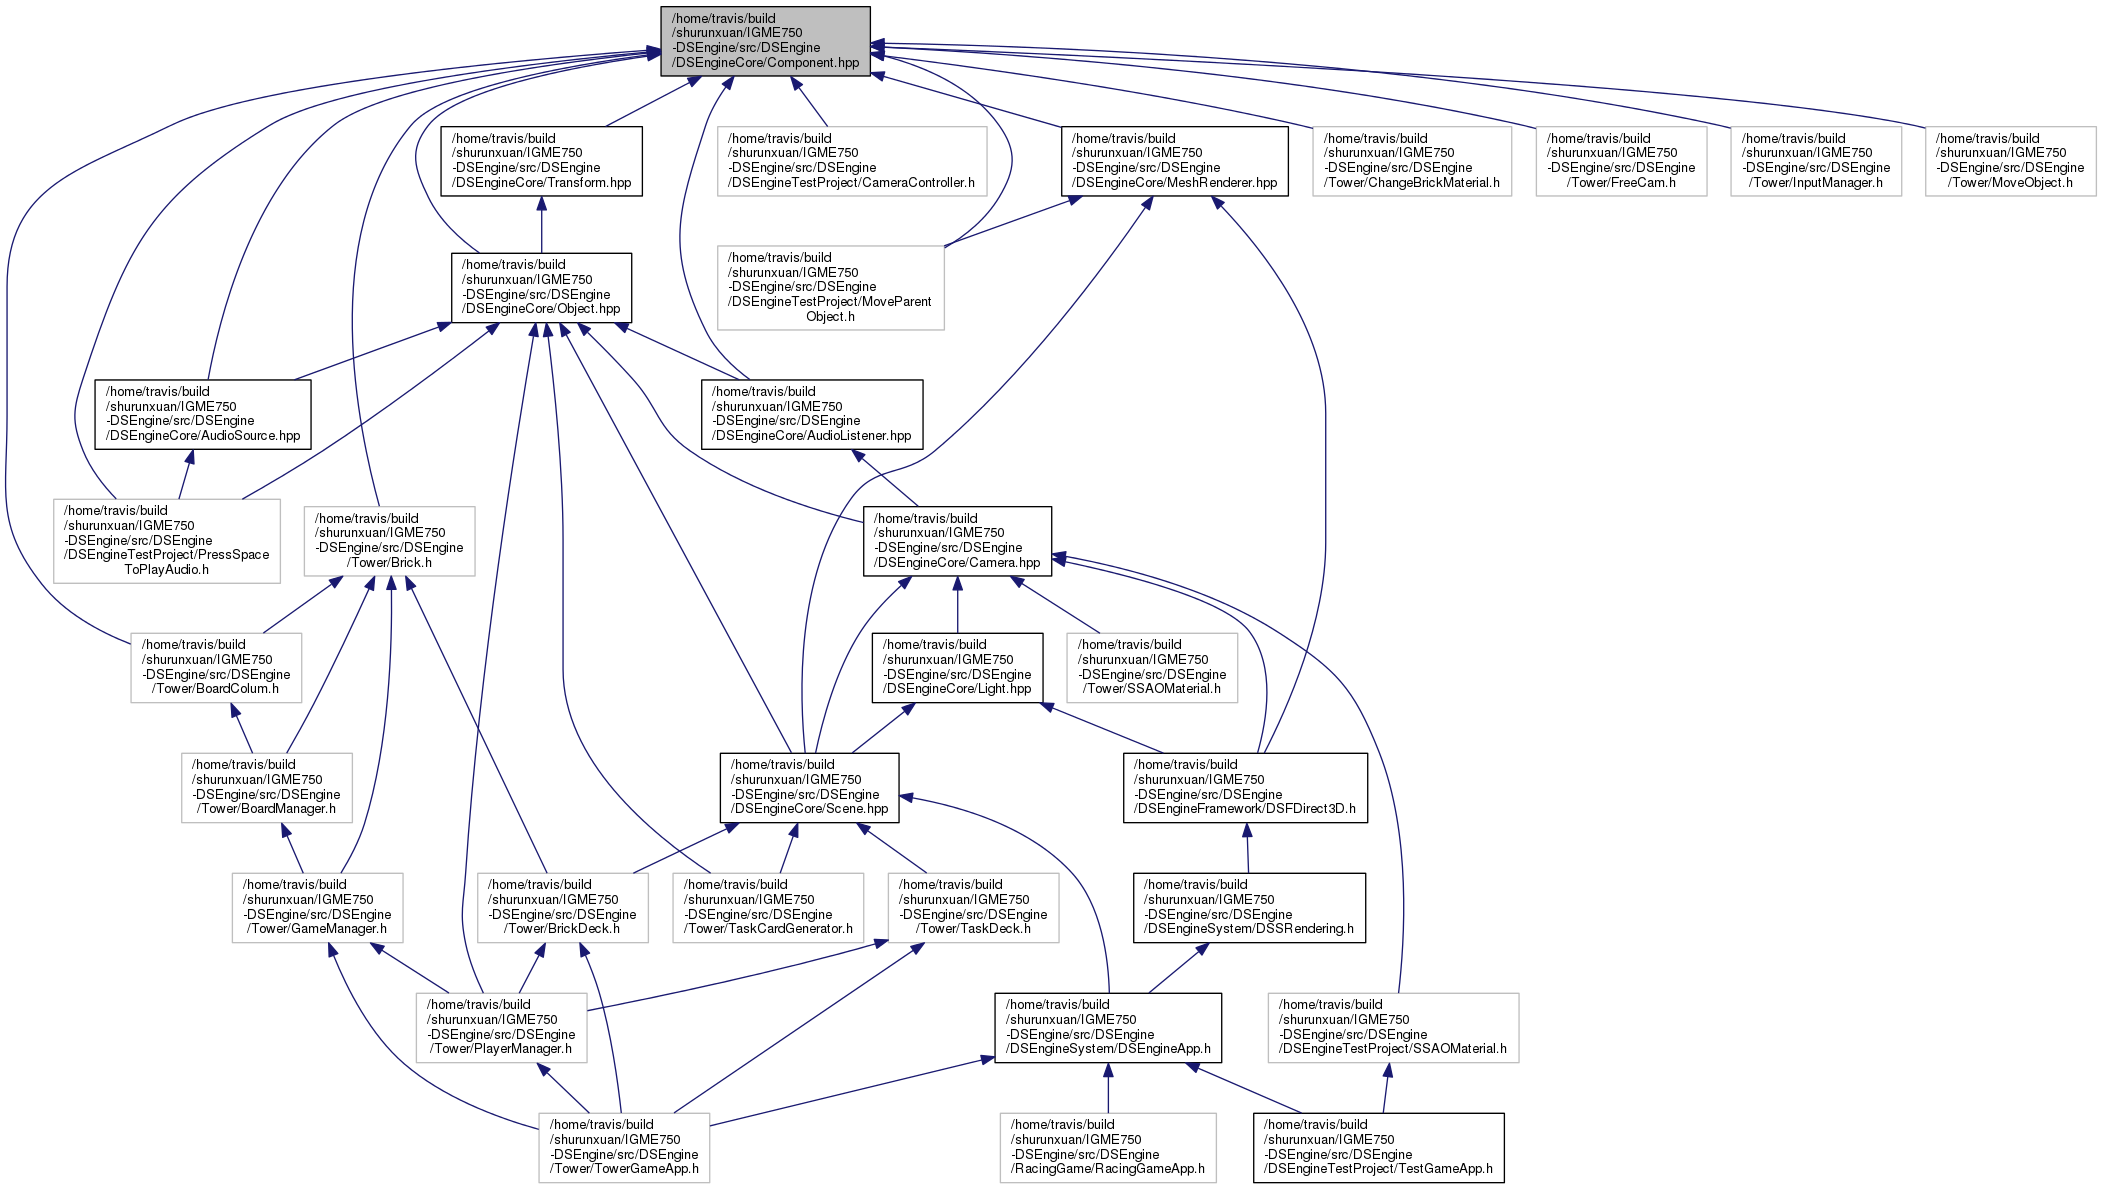 /home/travis/build
/shurunxuan/IGME750
-DSEngine/src/DSEngine
/DSEngineCore/Component.hpp
/home/travis/build
/shurunxuan/IGME750
-DSEngine/src/DSEngine
/DSEngineCore/Transform.hpp
/home/travis/build
/shurunxuan/IGME750
-DSEngine/src/DSEngine
/DSEngineTestProject/CameraController.h
/home/travis/build
/shurunxuan/IGME750
-DSEngine/src/DSEngine
/DSEngineCore/MeshRenderer.hpp
/home/travis/build
/shurunxuan/IGME750
-DSEngine/src/DSEngine
/Tower/ChangeBrickMaterial.h
/home/travis/build
/shurunxuan/IGME750
-DSEngine/src/DSEngine
/Tower/FreeCam.h
/home/travis/build
/shurunxuan/IGME750
-DSEngine/src/DSEngine
/Tower/InputManager.h
/home/travis/build
/shurunxuan/IGME750
-DSEngine/src/DSEngine
/Tower/MoveObject.h
/home/travis/build
/shurunxuan/IGME750
-DSEngine/src/DSEngine
/DSEngineCore/Object.hpp
/home/travis/build
/shurunxuan/IGME750
-DSEngine/src/DSEngine
/DSEngineTestProject/MoveParent
Object.h
/home/travis/build
/shurunxuan/IGME750
-DSEngine/src/DSEngine
/DSEngineCore/AudioSource.hpp
/home/travis/build
/shurunxuan/IGME750
-DSEngine/src/DSEngine
/DSEngineCore/AudioListener.hpp
/home/travis/build
/shurunxuan/IGME750
-DSEngine/src/DSEngine
/DSEngineTestProject/PressSpace
ToPlayAudio.h
/home/travis/build
/shurunxuan/IGME750
-DSEngine/src/DSEngine
/Tower/Brick.h
/home/travis/build
/shurunxuan/IGME750
-DSEngine/src/DSEngine
/DSEngineCore/Camera.hpp
/home/travis/build
/shurunxuan/IGME750
-DSEngine/src/DSEngine
/Tower/BoardColum.h
/home/travis/build
/shurunxuan/IGME750
-DSEngine/src/DSEngine
/DSEngineCore/Light.hpp
/home/travis/build
/shurunxuan/IGME750
-DSEngine/src/DSEngine
/Tower/SSAOMaterial.h
/home/travis/build
/shurunxuan/IGME750
-DSEngine/src/DSEngine
/Tower/BoardManager.h
/home/travis/build
/shurunxuan/IGME750
-DSEngine/src/DSEngine
/DSEngineCore/Scene.hpp
/home/travis/build
/shurunxuan/IGME750
-DSEngine/src/DSEngine
/DSEngineFramework/DSFDirect3D.h
/home/travis/build
/shurunxuan/IGME750
-DSEngine/src/DSEngine
/Tower/GameManager.h
/home/travis/build
/shurunxuan/IGME750
-DSEngine/src/DSEngine
/Tower/BrickDeck.h
/home/travis/build
/shurunxuan/IGME750
-DSEngine/src/DSEngine
/Tower/TaskCardGenerator.h
/home/travis/build
/shurunxuan/IGME750
-DSEngine/src/DSEngine
/Tower/TaskDeck.h
/home/travis/build
/shurunxuan/IGME750
-DSEngine/src/DSEngine
/DSEngineSystem/DSSRendering.h
/home/travis/build
/shurunxuan/IGME750
-DSEngine/src/DSEngine
/Tower/PlayerManager.h
/home/travis/build
/shurunxuan/IGME750
-DSEngine/src/DSEngine
/DSEngineSystem/DSEngineApp.h
/home/travis/build
/shurunxuan/IGME750
-DSEngine/src/DSEngine
/DSEngineTestProject/SSAOMaterial.h
/home/travis/build
/shurunxuan/IGME750
-DSEngine/src/DSEngine
/Tower/TowerGameApp.h
/home/travis/build
/shurunxuan/IGME750
-DSEngine/src/DSEngine
/RacingGame/RacingGameApp.h
/home/travis/build
/shurunxuan/IGME750
-DSEngine/src/DSEngine
/DSEngineTestProject/TestGameApp.h